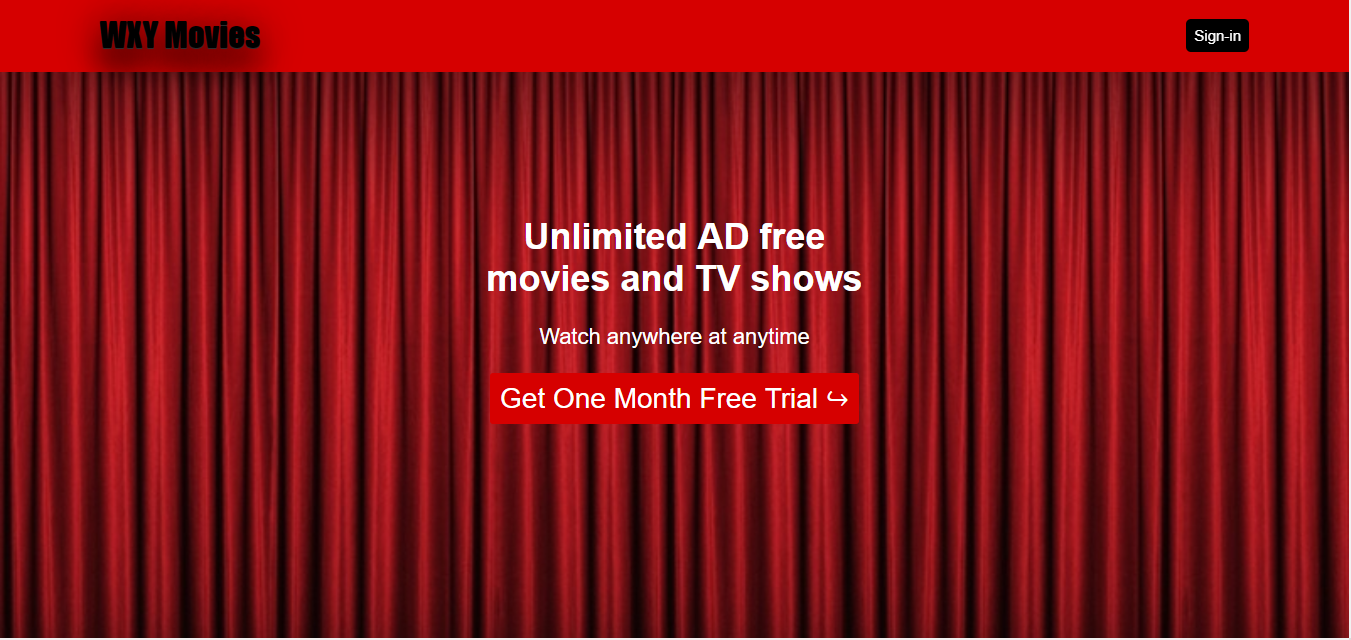 WXY Movies
Sign-in
Unlimited AD free
movies and TV shows
Watch anywhere at anytime
Get One Month Free Trial ↪